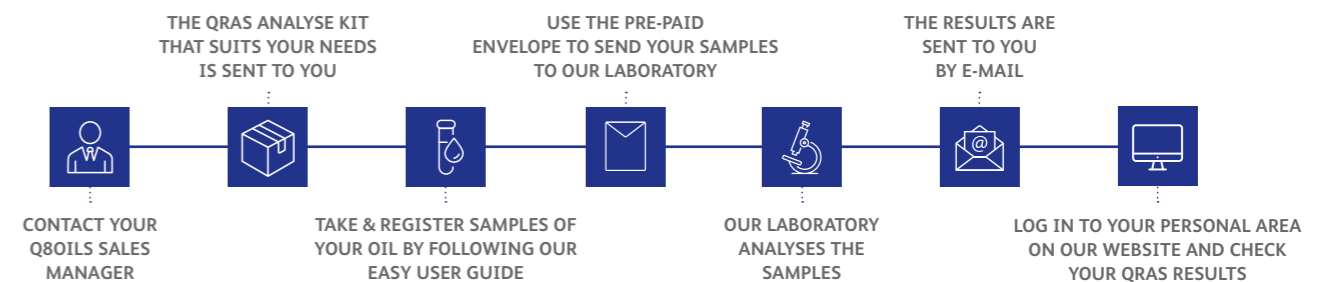 CONTACT YOUR
Q8OILS SALES
MANAGER
THE QRAS ANALYSE KIT
THAT SUITS YOUR NEEDS
IS SENT TO YOU
TAKE & REGISTER SAMPLES OF
YOUR OIL BY FOLLOWING OUR
EASY USER GUIDE
USE THE PRE-PAID
ENVELOPE TO SEND YOUR SAMPLES
TO OUR LABORATORY
OUR LABORATORY
ANALYSES THE
SAMPLES
THE RESULTS ARE
SENT TO YOU
BY E-MAIL
@
LOG IN TO YOUR PERSONAL AREA
ON OUR WEBSITE AND CHECK
YOUR QRAS RESULTS